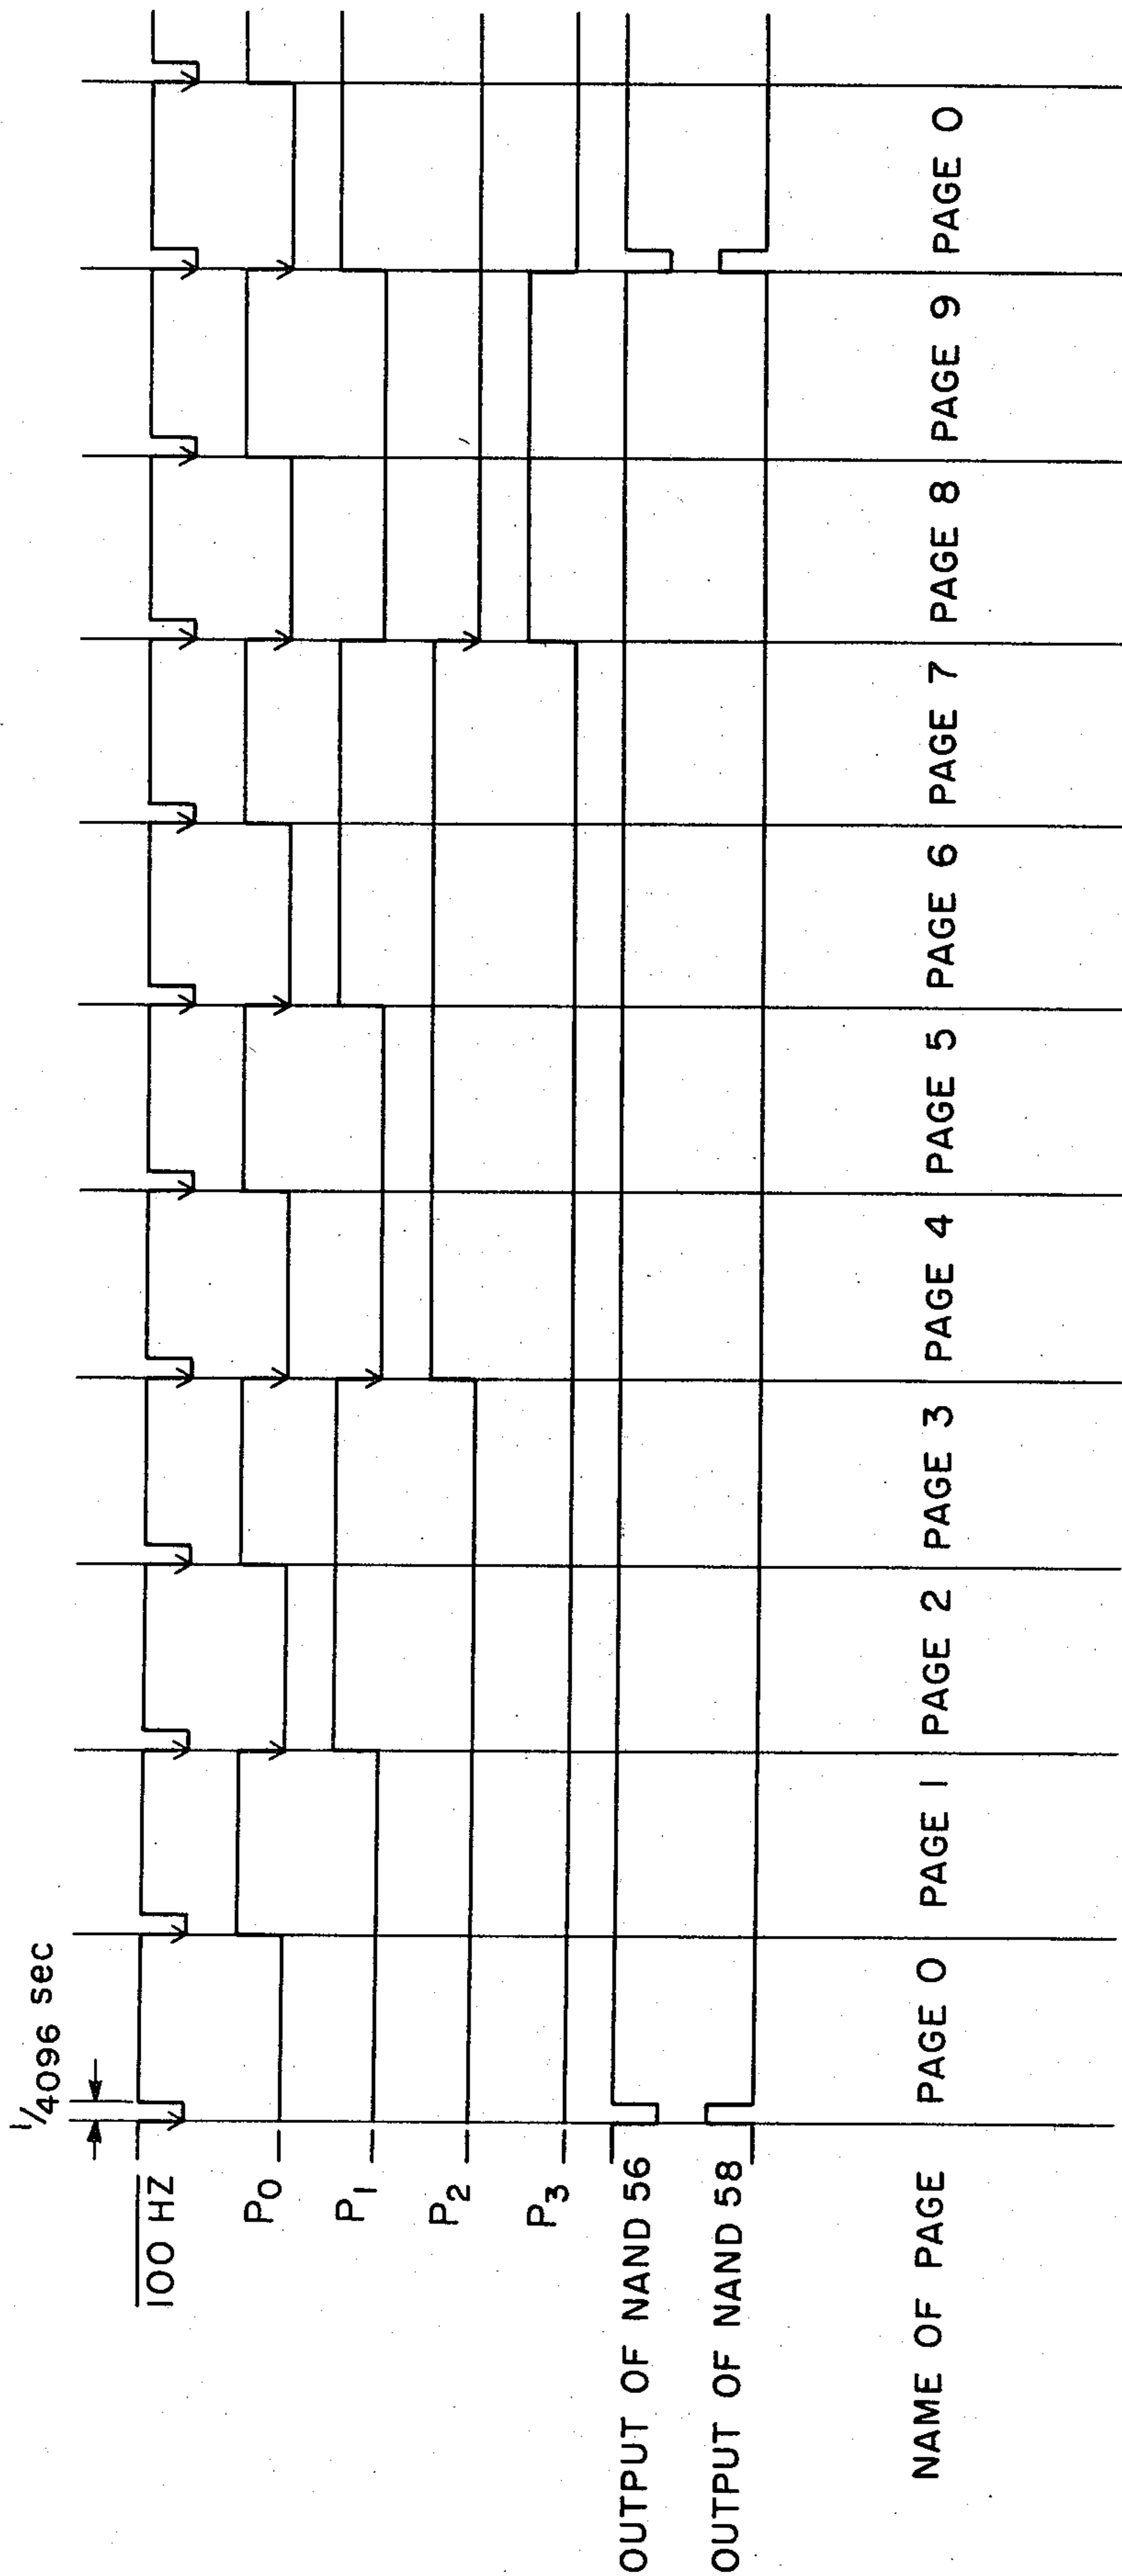 1/4096 sec
100 HZ
P0
P1
P2
P3
OUTPUT OF NAND 56
OUTPUT OF NAND 58
NAME OF PAGE PAGE 0 PAGE 1 PAGE 2 PAGE 3 PAGE 4 PAGE 5 PAGE 6 PAGE 7 PAGE 8 PAGE 9 PAGE 0